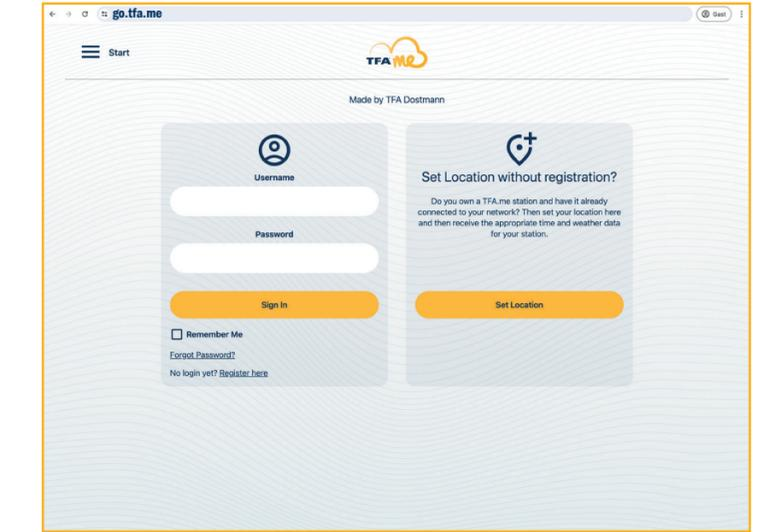 go.tfa.me
Gast
Start
TFA me
Made by TFA Dostmann
Username
Password
Sign In
Remember Me
Forgot Password?
No login yet? Register here
Set Location without registration?
Do you own a TFA.me station and have it already
connected to your network? Then set your location here
and then receive the appropriate time and weather data
for your station.
Set Location